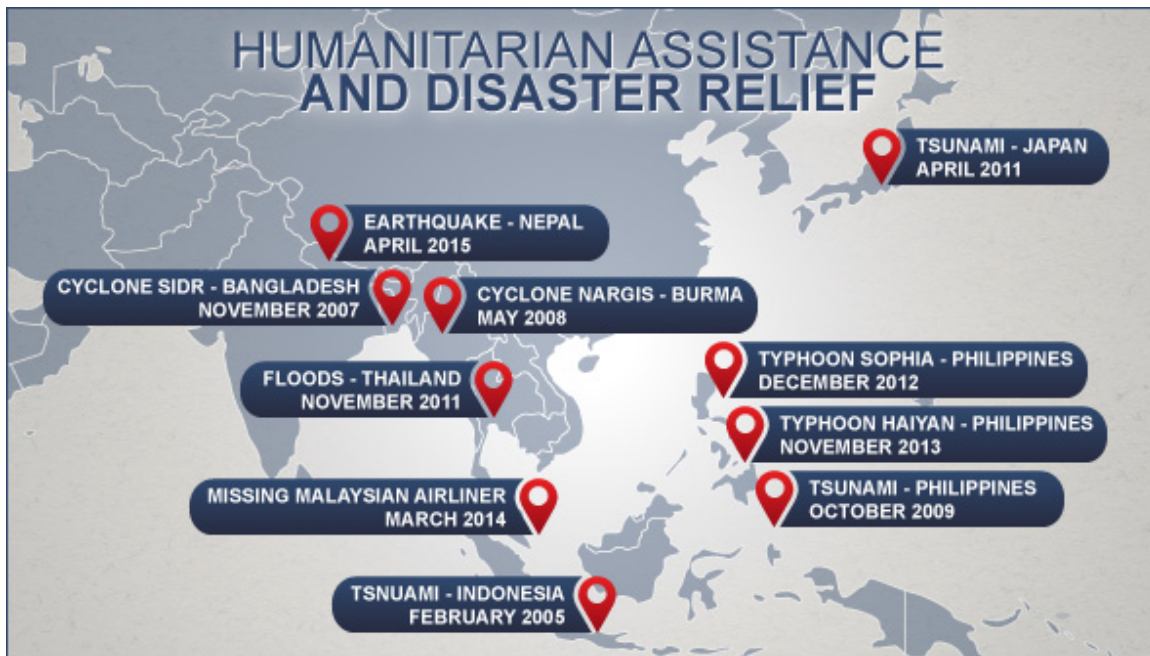 HUMANITARIAN ASSISTANCE
AND DISASTER RELIEF
TSUNAMI - JAPAN
APRIL 2011
EARTHQUAKE - NEPAL
APRIL 2015
CYCLONE SIDR - BANGLADESH
NOVEMBER 2007
CYCLONE NARGIS - BURMA
MAY 2008
TYPHOON SOPHIA - PHILIPPINES
DECEMBER 2012
FLOODS - THAILAND
NOVEMBER 2011
TYPHOON HAIYAN - PHILIPPINES
NOVEMBER 2013
MISSING MALAYSIAN AIRLINER
MARCH 2014
TSUNAMI - PHILIPPINES
OCTOBER 2009
TSNUAMI - INDONESIA
FEBRUARY 2005